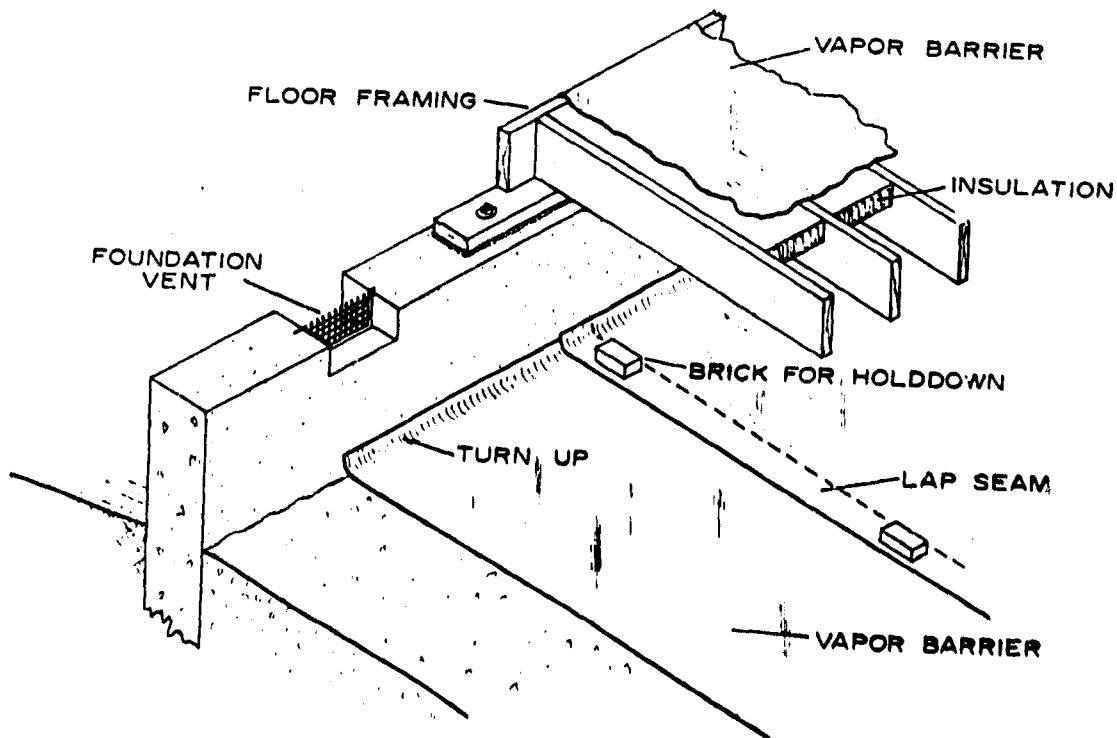 VAPOR BARRIER
FLOOR FRAMING
INSULATION
FOUNDATION
VENT
BRICK FOR HOLDDOWN
TURN UP
LAP SEAM
VAPOR BARRIER